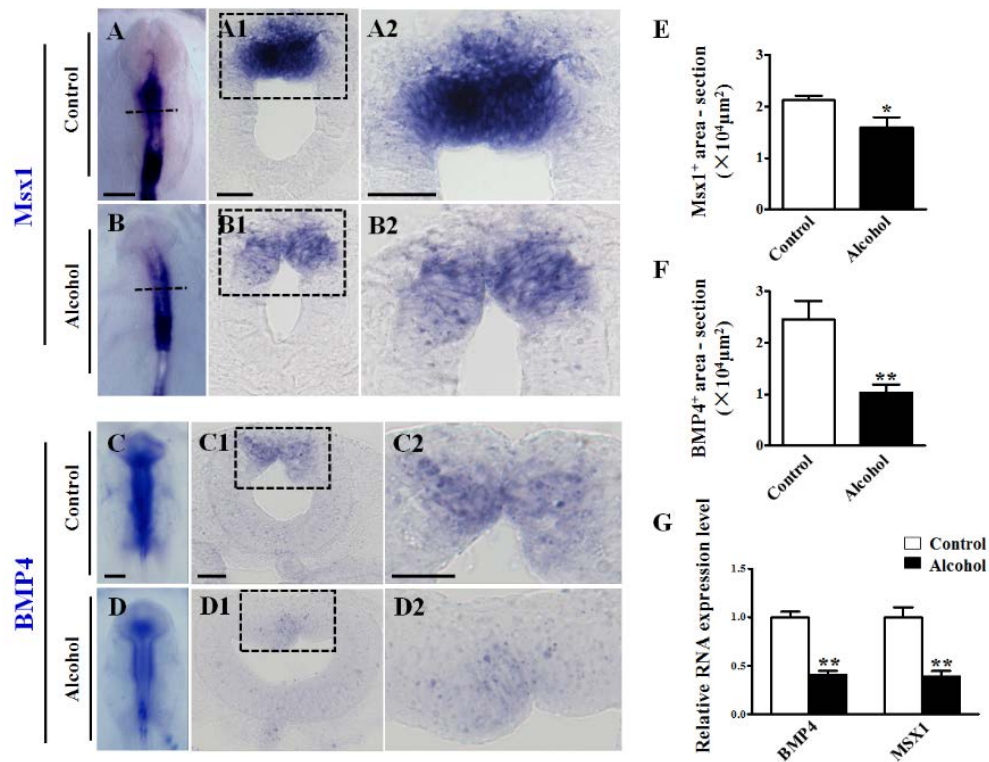 Msx1
Control
A
A1
A2
Alcohol
B
B1
B2
BMP4
Control
C
C1
C2
Alcohol
D
D1
D2
E
Msx1⁺ area - section
(×10⁴μm²)
3
2
1
0
*
Control
Alcohol
F
BMP4⁺ area - section
(×10⁴μm²)
3
2
1
0
**
Control
Alcohol
G
Control
Alcohol
Relative RNA expression level
1.5
1.0
0.5
0.0
**
**
BMP4
MSX1